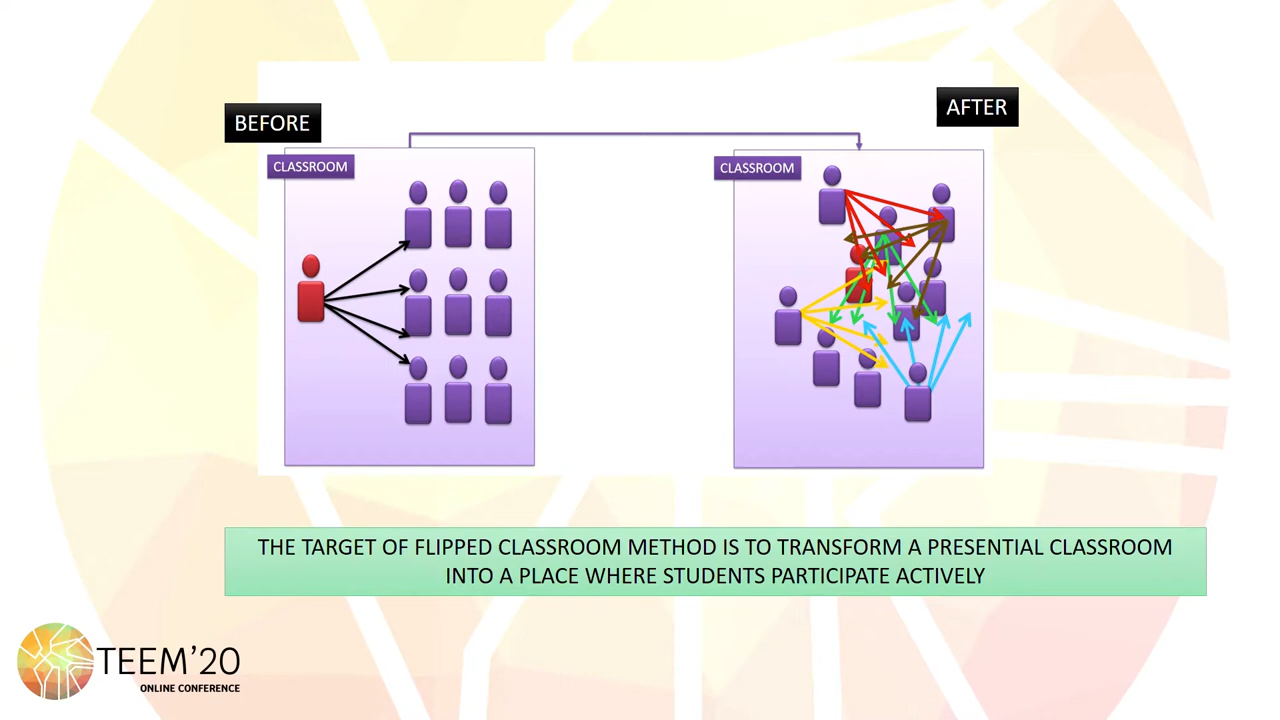 BEFORE
AFTER
CLASSROOM
CLASSROOM
THE TARGET OF FLIPPED CLASSROOM METHOD IS TO TRANSFORM A PRESENTIAL CLASSROOM
INTO A PLACE WHERE STUDENTS PARTICIPATE ACTIVELY
TEEM’20
ONLINE CONFERENCE